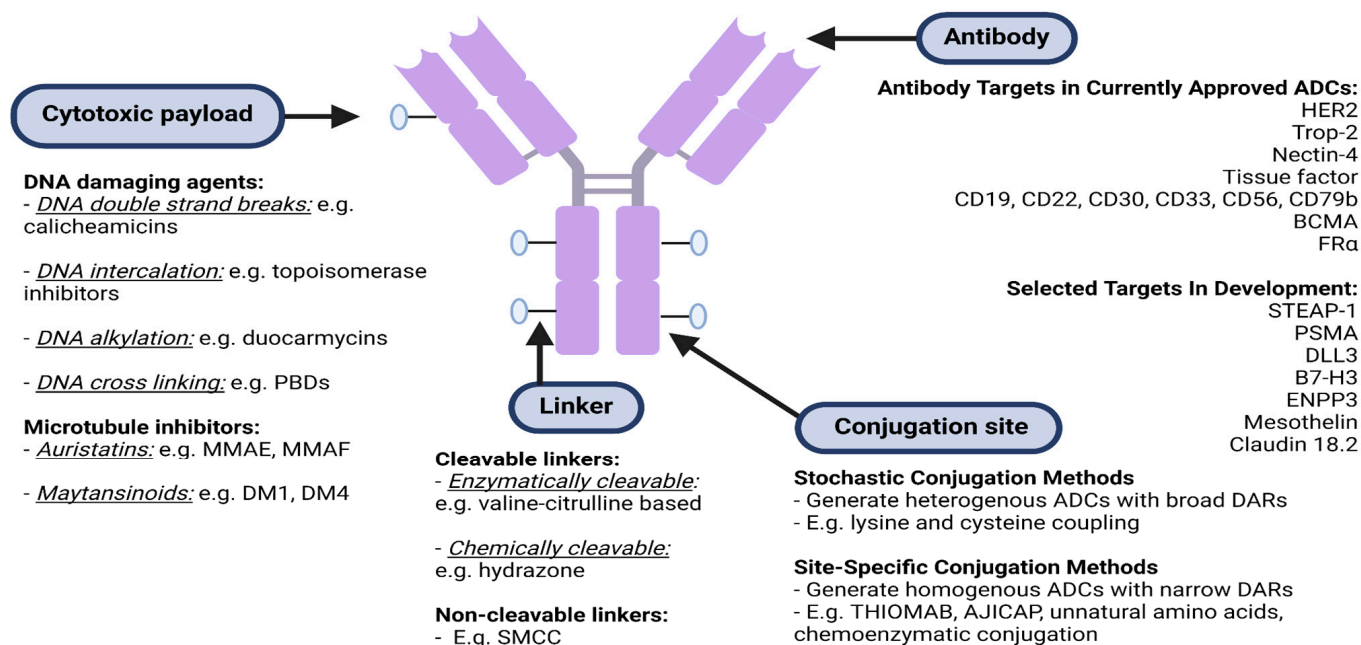 Cytotoxic payload
DNA damaging agents:
- DNA double strand breaks: e.g.
calicheamicins
- DNA intercalation: e.g. topoisomerase
inhibitors
- DNA alkylation: e.g. duocarmycins
- DNA cross linking: e.g. PBDs
Microtubule inhibitors:
- Auristatins: e.g. MMAE, MMAF
- Maytansinoids: e.g. DM1, DM4
Linker
Cleavable linkers:
- Enzymatically cleavable:
e.g. valine-citrulline based
- Chemically cleavable:
e.g. hydrazone
Non-cleavable linkers:
- E.g. SMCC
Antibody
Antibody Targets in Currently Approved ADCs:
HER2
Trop-2
Nectin-4
Tissue factor
CD19, CD22, CD30, CD33, CD56, CD79b
BCMA
FRα
Selected Targets In Development:
STEAP-1
PSMA
DLL3
B7-H3
ENPP3
Mesothelin
Claudin 18.2
Conjugation site
Stochastic Conjugation Methods
- Generate heterogenous ADCs with broad DARs
- E.g. lysine and cysteine coupling
Site-Specific Conjugation Methods
- Generate homogenous ADCs with narrow DARs
- E.g. THIOMAB, AJICAP, unnatural amino acids,
chemoenzymatic conjugation